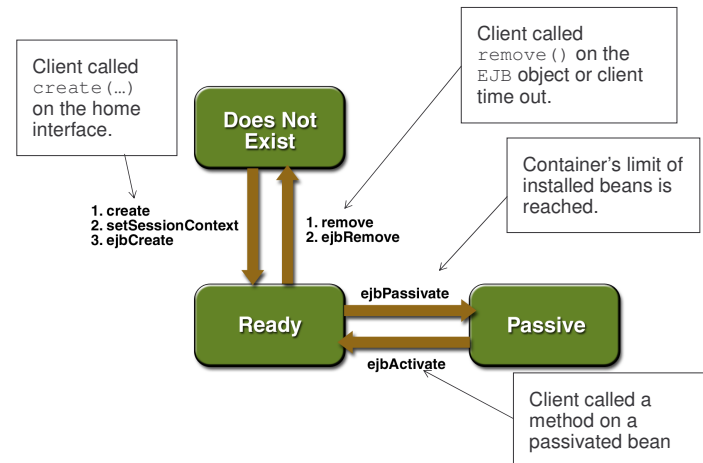 Client called
create(…)
on the home
interface.
Client called
remove() on the
EJB object or client
time out.
Does Not
Exist
Container's limit of
installed beans is
reached.
1. create
2. setSessionContext
3. ejbCreate
1. remove
2. ejbRemove
ejbPassivate
Ready
Passive
ejbActivate
Client called a
method on a
passivated bean